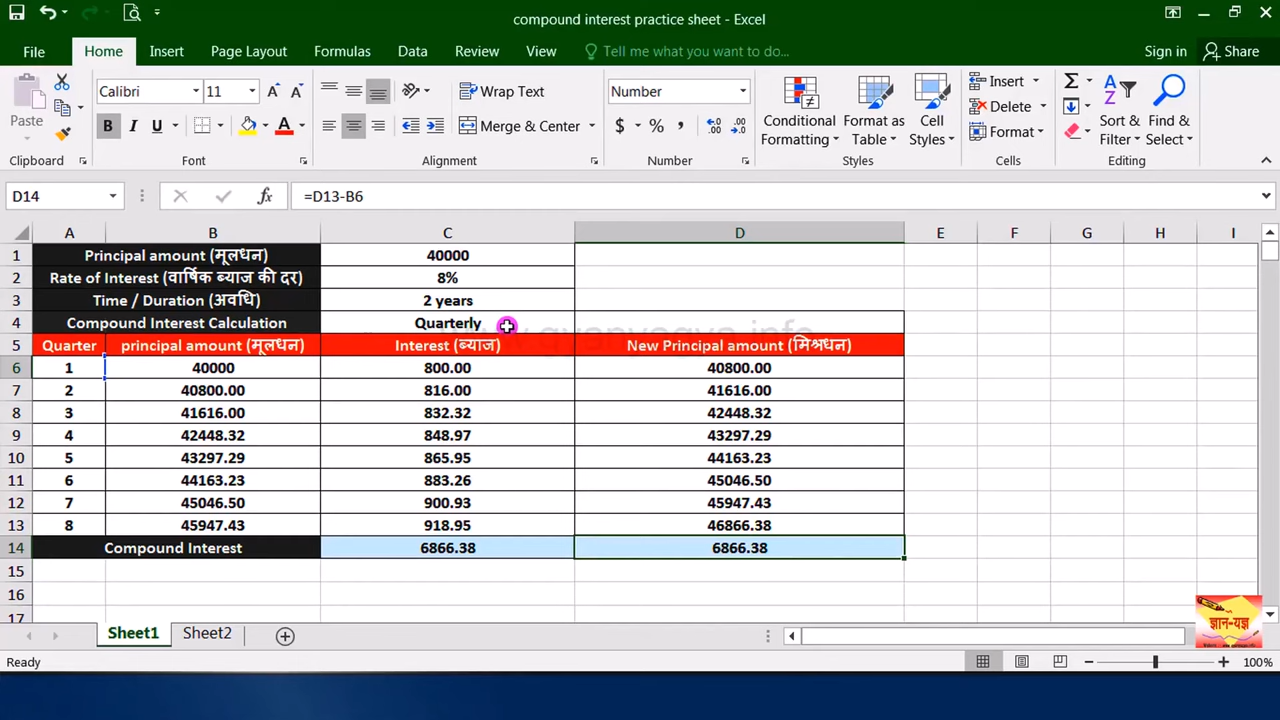 compound interest practice sheet - Excel
File Home Insert Page Layout Formulas Data Review View Tell me what you want to do... Sign in Share
Paste
Calibri 11
B I U
Wrap Text
Merge & Center
Number
$ % ,
Conditional Formatting
Format as Table
Cell Styles
Insert
Delete
Format
Sort & Filter
Find & Select
Clipboard Font Alignment Number Styles Cells Editing
D14 fx =D13-B6
A B C D E F G H I
1 Principal amount (मूलधन) 40000
2 Rate of Interest (वार्षिक ब्याज की दर) 8%
3 Time / Duration (अवधि) 2 years
4 Compound Interest Calculation Quarterly
www.gyanyagya.info
5 Quarter principal amount (मूलधन) Interest (ब्याज) New Principal amount (मिश्रधन)
6 1 40000 800.00 40800.00
7 2 40800.00 816.00 41616.00
8 3 41616.00 832.32 42448.32
9 4 42448.32 848.97 43297.29
10 5 43297.29 865.95 44163.23
11 6 44163.23 883.26 45046.50
12 7 45046.50 900.93 45947.43
13 8 45947.43 918.95 46866.38
14 Compound Interest 6866.38 6866.38
15
16
17
ज्ञान-यज्ञ
Sheet1 Sheet2
Ready 100%